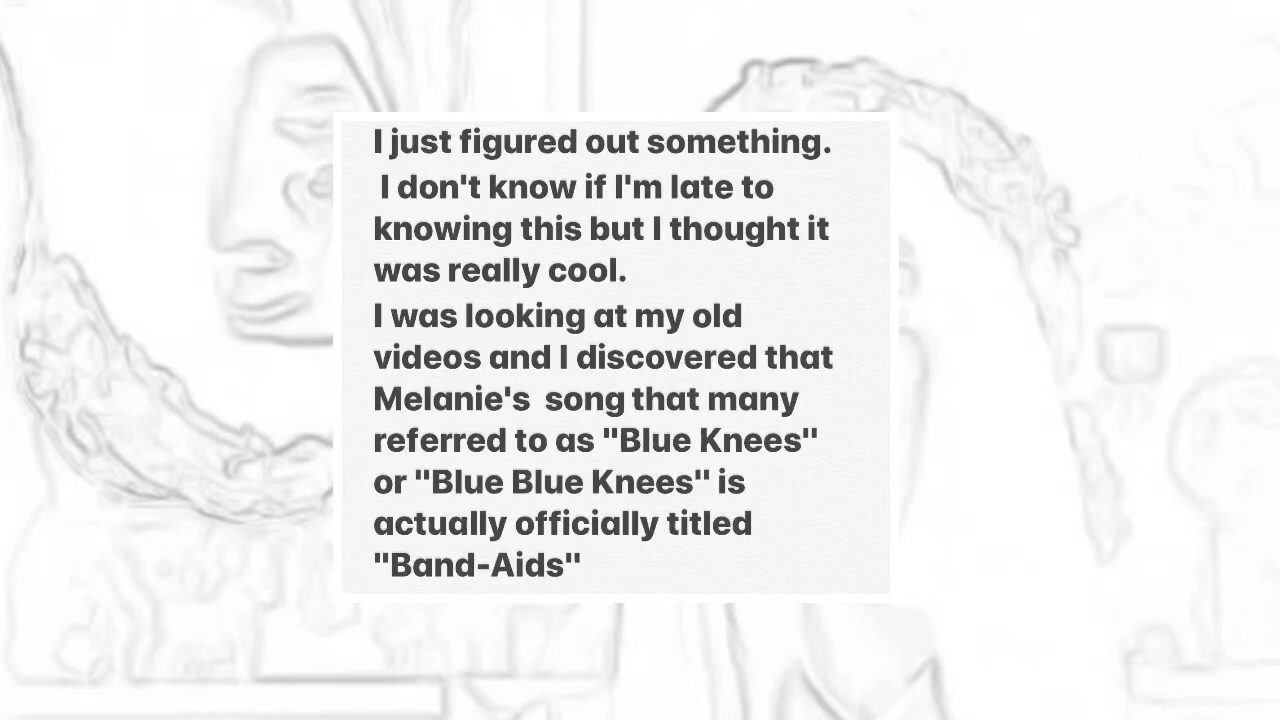 I just figured out something.
I don't know if I'm late to
knowing this but I thought it
was really cool.
I was looking at my old
videos and I discovered that
Melanie's  song that many
referred to as "Blue Knees"
or "Blue Blue Knees" is
actually officially titled
"Band-Aids"